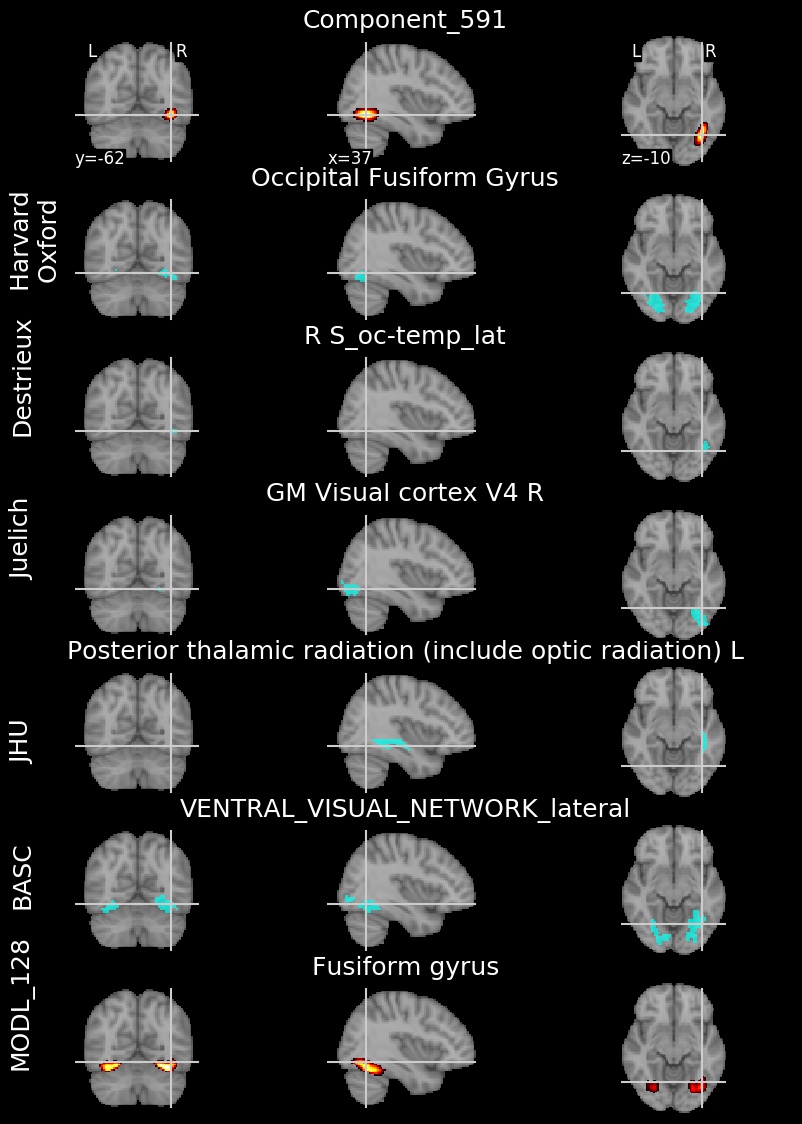 Component_591
L R
L R
y=-62
x=37
z=-10
Occipital Fusiform Gyrus
Harvard
Oxford
R S_oc-temp_lat
Destrieux
GM Visual cortex V4 R
Juelich
Posterior thalamic radiation (include optic radiation) L
JHU
VENTRAL_VISUAL_NETWORK_lateral
BASC
Fusiform gyrus
MODL_128